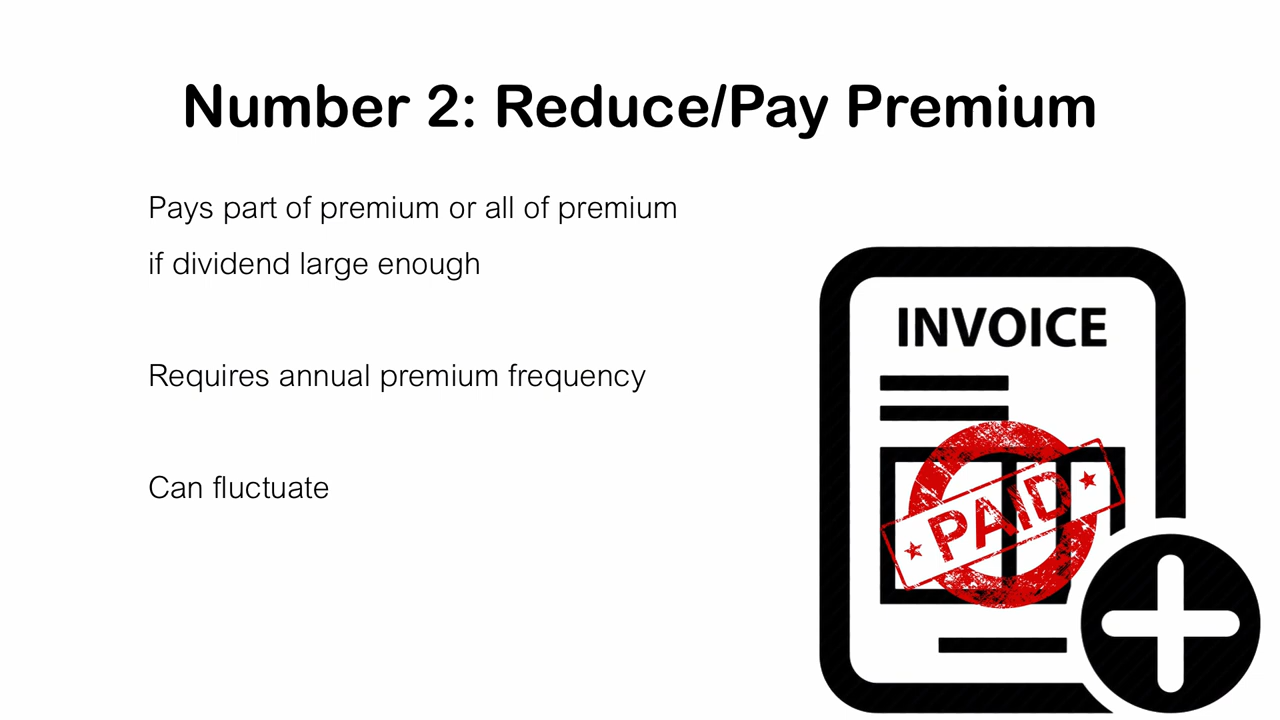 Number 2: Reduce/Pay Premium
Pays part of premium or all of premium
if dividend large enough
Requires annual premium frequency
Can fluctuate
INVOICE
PAID